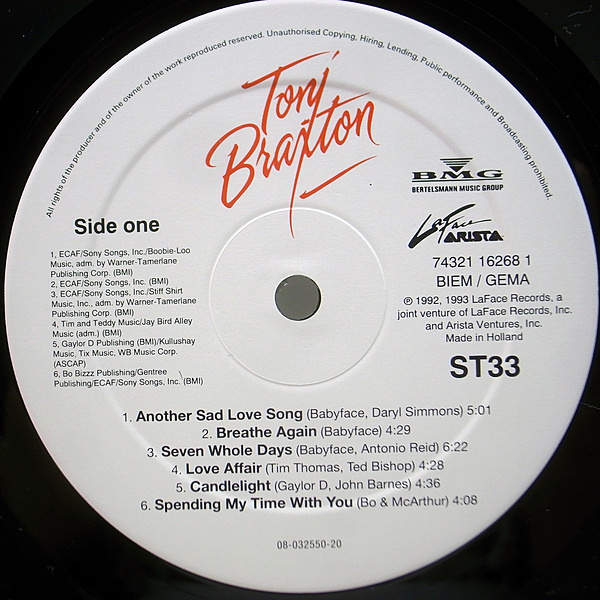 All rights of the producer and of the owner of the work reproduced reserved. Unauthorised Copying, Hiring, Lending, Public performance and Broadcasting prohibited.
Toni
Braxton
BMG
BERTELSMANN MUSIC GROUP
LaFace
ARISTA
74321 16268 1
BIEM / GEMA
℗ 1992, 1993 LaFace Records, a
joint venture of LaFace Records, Inc.
and Arista Ventures, Inc.
Made in Holland
ST33
Side one
1, ECAF/Sony Songs, Inc./Boobie-Loo
Music, adm. by Warner-Tamerlane
Publishing Corp. (BMI)
2, ECAF/Sony Songs, Inc. (BMI)
3, ECAF/Sony Songs, Inc./Stiff Shirt
Music, Inc., adm. by Warner-Tamerlane
Publishing Corp. (BMI)
4, Tim and Teddy Music/Jay Bird Alley
Music (adm.) (BMI)
5, Gaylor D Publishing (BMI)/Kullushay
Music, Tix Music, WB Music Corp.
(ASCAP)
6, Bo Bizzz Publishing/Gentree
Publishing/ECAF/Sony Songs, Inc. (BMI)
1. Another Sad Love Song (Babyface, Daryl Simmons) 5:01
2. Breathe Again (Babyface) 4:29
3. Seven Whole Days (Babyface, Antonio Reid) 6:22
4. Love Affair (Tim Thomas, Ted Bishop) 4:28
5. Candlelight (Gaylor D, John Barnes) 4:36
6. Spending My Time With You (Bo & McArthur) 4:08
08-032550-20